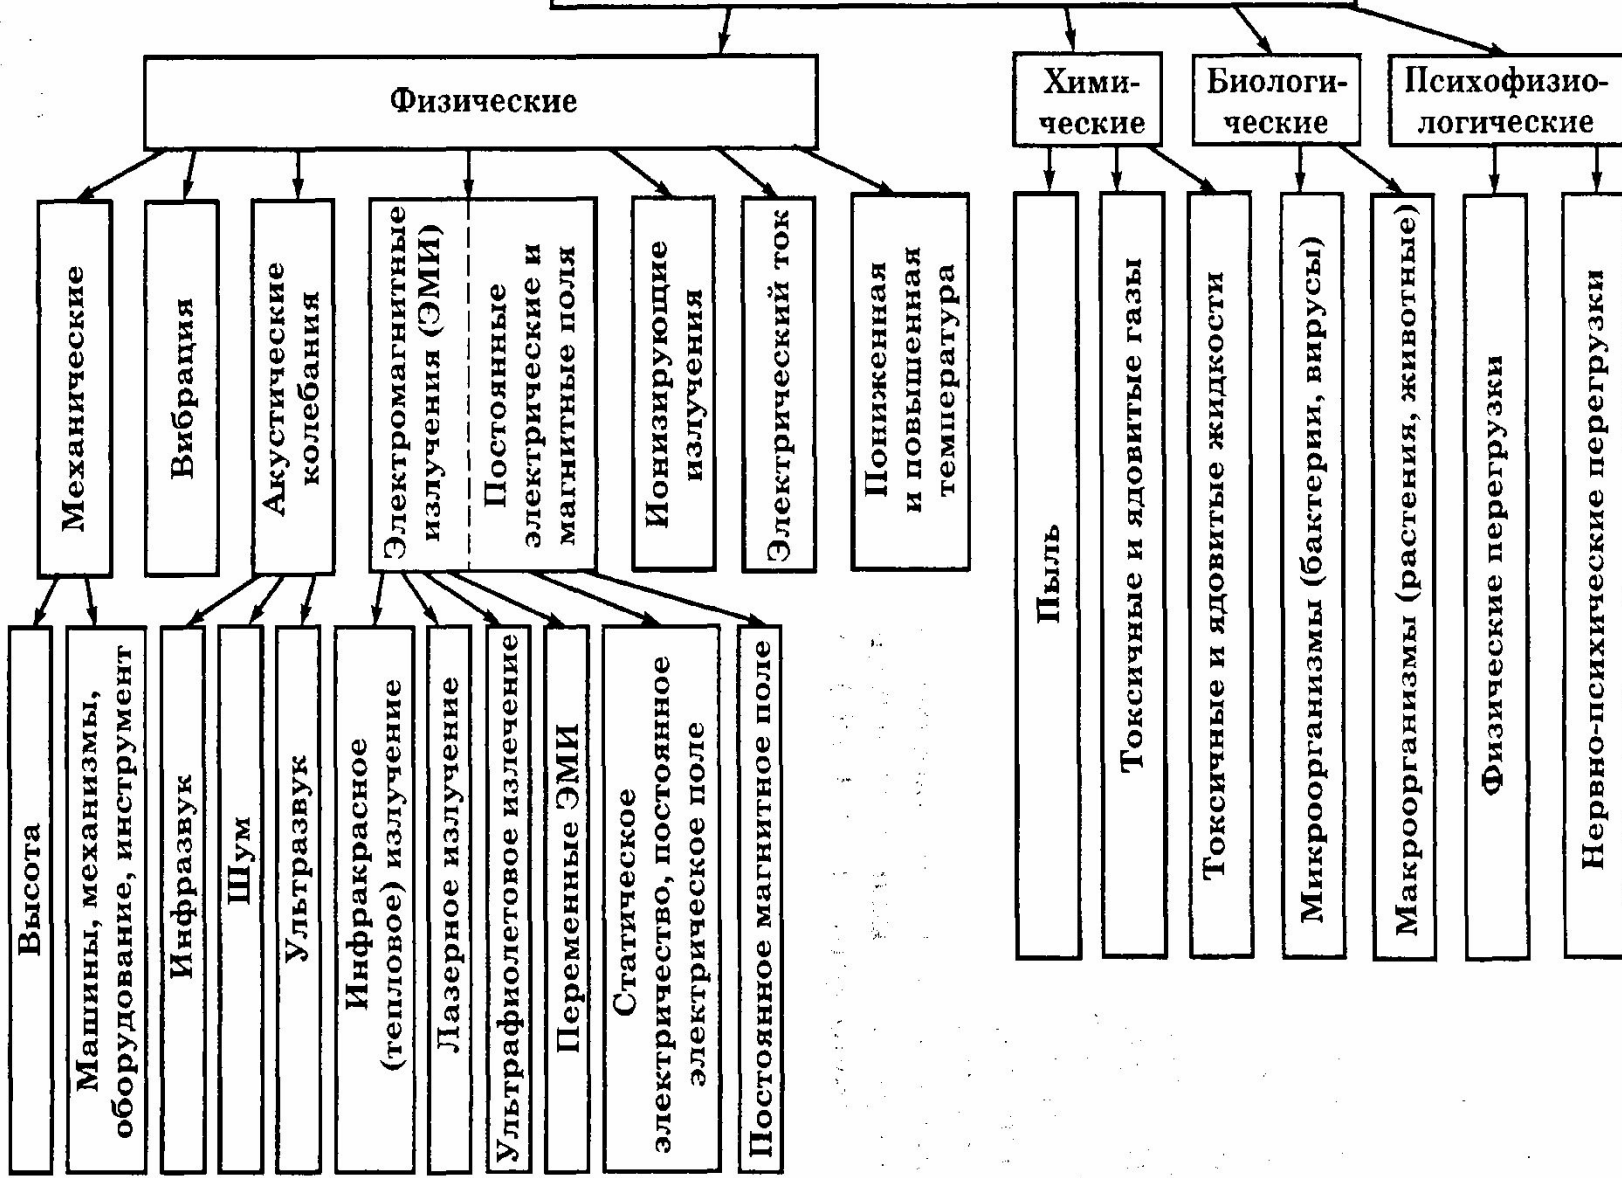 Физические
Хими-
ческие
Биологи-
ческие
Психофизио-
логические
Механические
Вибрация
Акустические
колебания
Электромагнитные
излучения (ЭМИ)
Постоянные
электрические и
магнитные поля
Ионизирующие
излучения
Электрический ток
Пониженная
и повышенная
температура
Пыль
Токсичные и ядовитые газы
Токсичные и ядовитые жидкости
Микроорганизмы (бактерии, вирусы)
Макроорганизмы (растения, животные)
Физические перегрузки
Нервно-психические перегрузки
Высота
Машины, механизмы,
оборудование, инструмент
Инфразвук
Шум
Ультразвук
Инфракрасное
(тепловое) излучение
Лазерное излучение
Ультрафиолетовое излечение
Переменные ЭМИ
Статическое
электричество, постоянное
электрическое поле
Постоянное магнитное поле